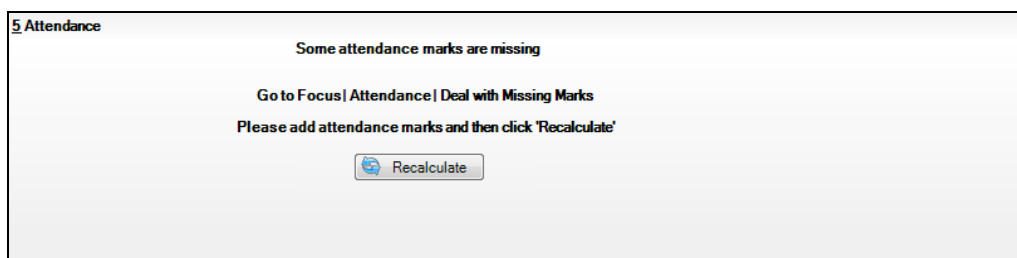 5 Attendance
Some attendance marks are missing
Go to Focus| Attendance| Deal with Missing Marks
Please add attendance marks and then click 'Recalculate'
Recalculate